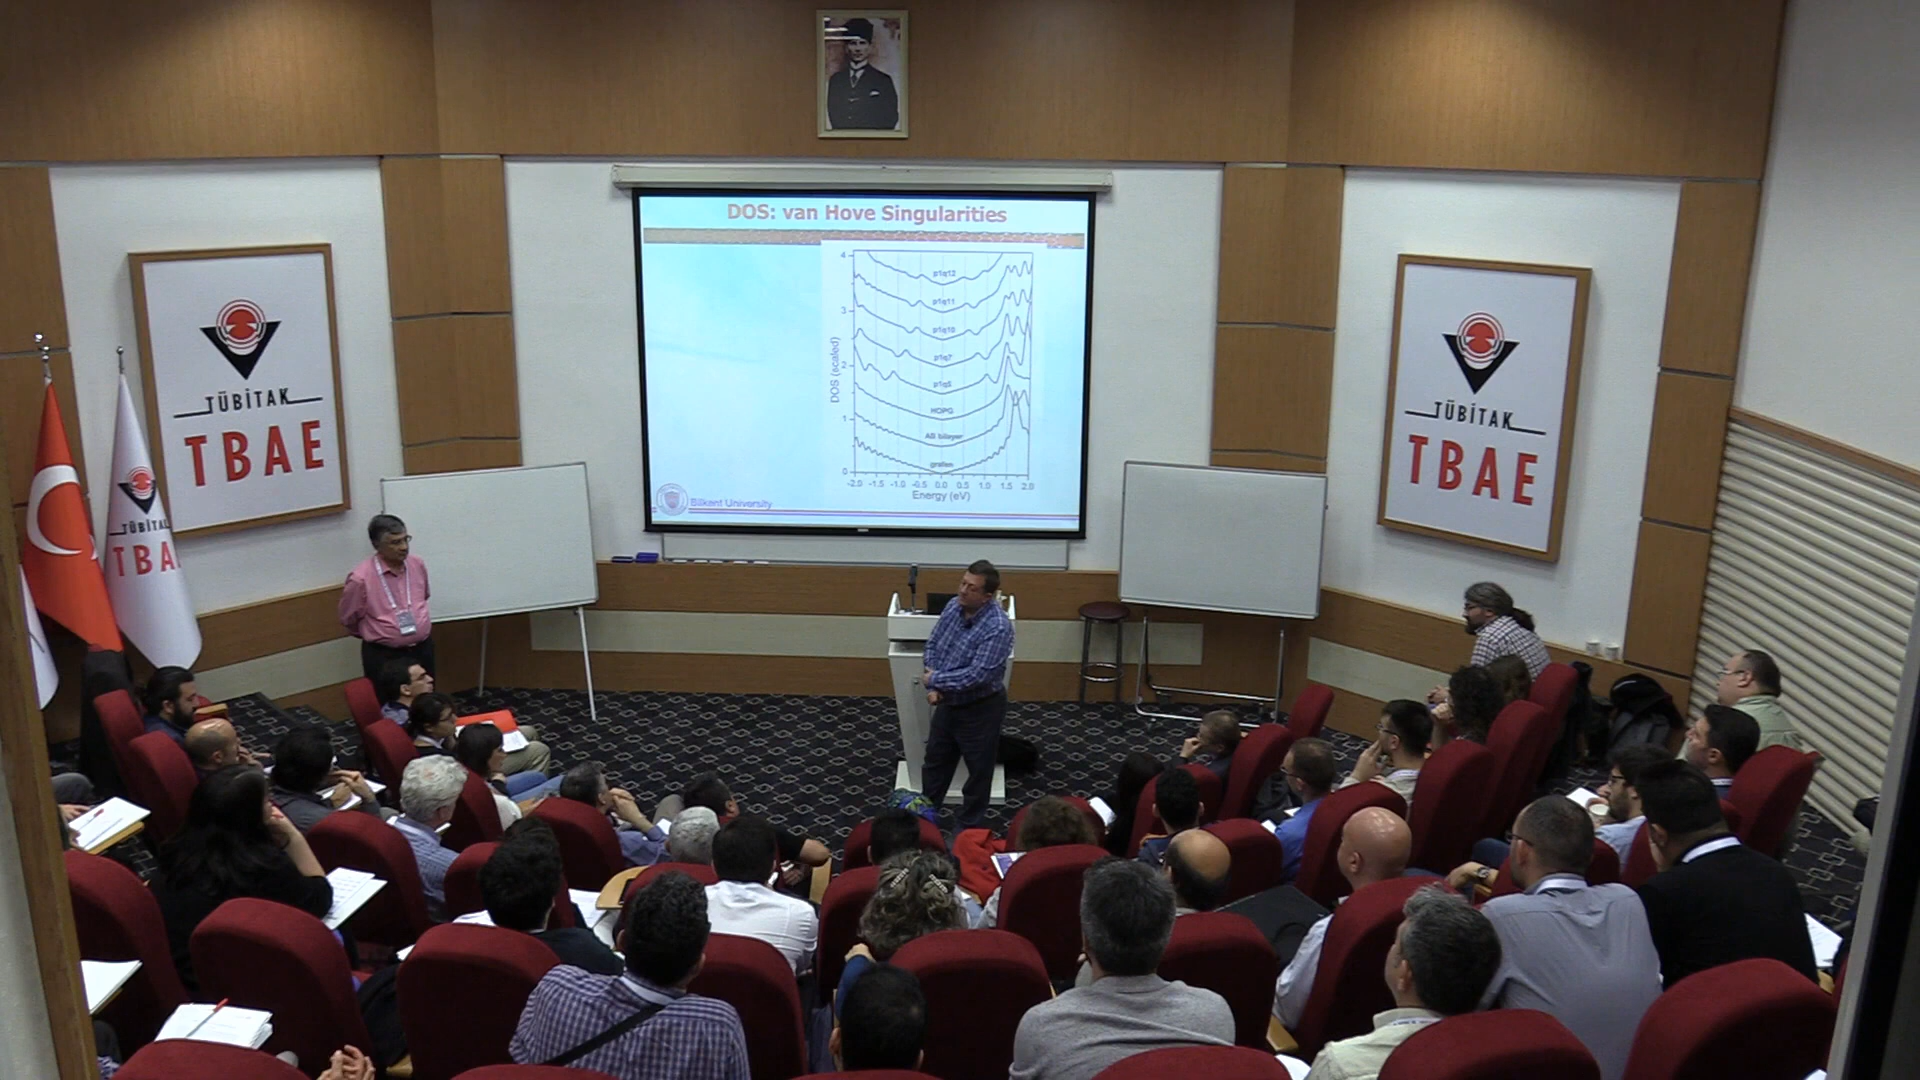 DOS: van Hove Singularities
4
3
2
1
0
DOS (scaled)
p1q12
p1q11
p1q10
p1q7
p1q5
HOPG
AB bilayer
grafen
-2.0 -1.5 -1.0 -0.5 0.0 0.5 1.0 1.5 2.0
Energy (eV)
Bilkent University
TÜBİTAK
TBAE
TÜBİTAK
TBAE
TÜBİTAK
TBA